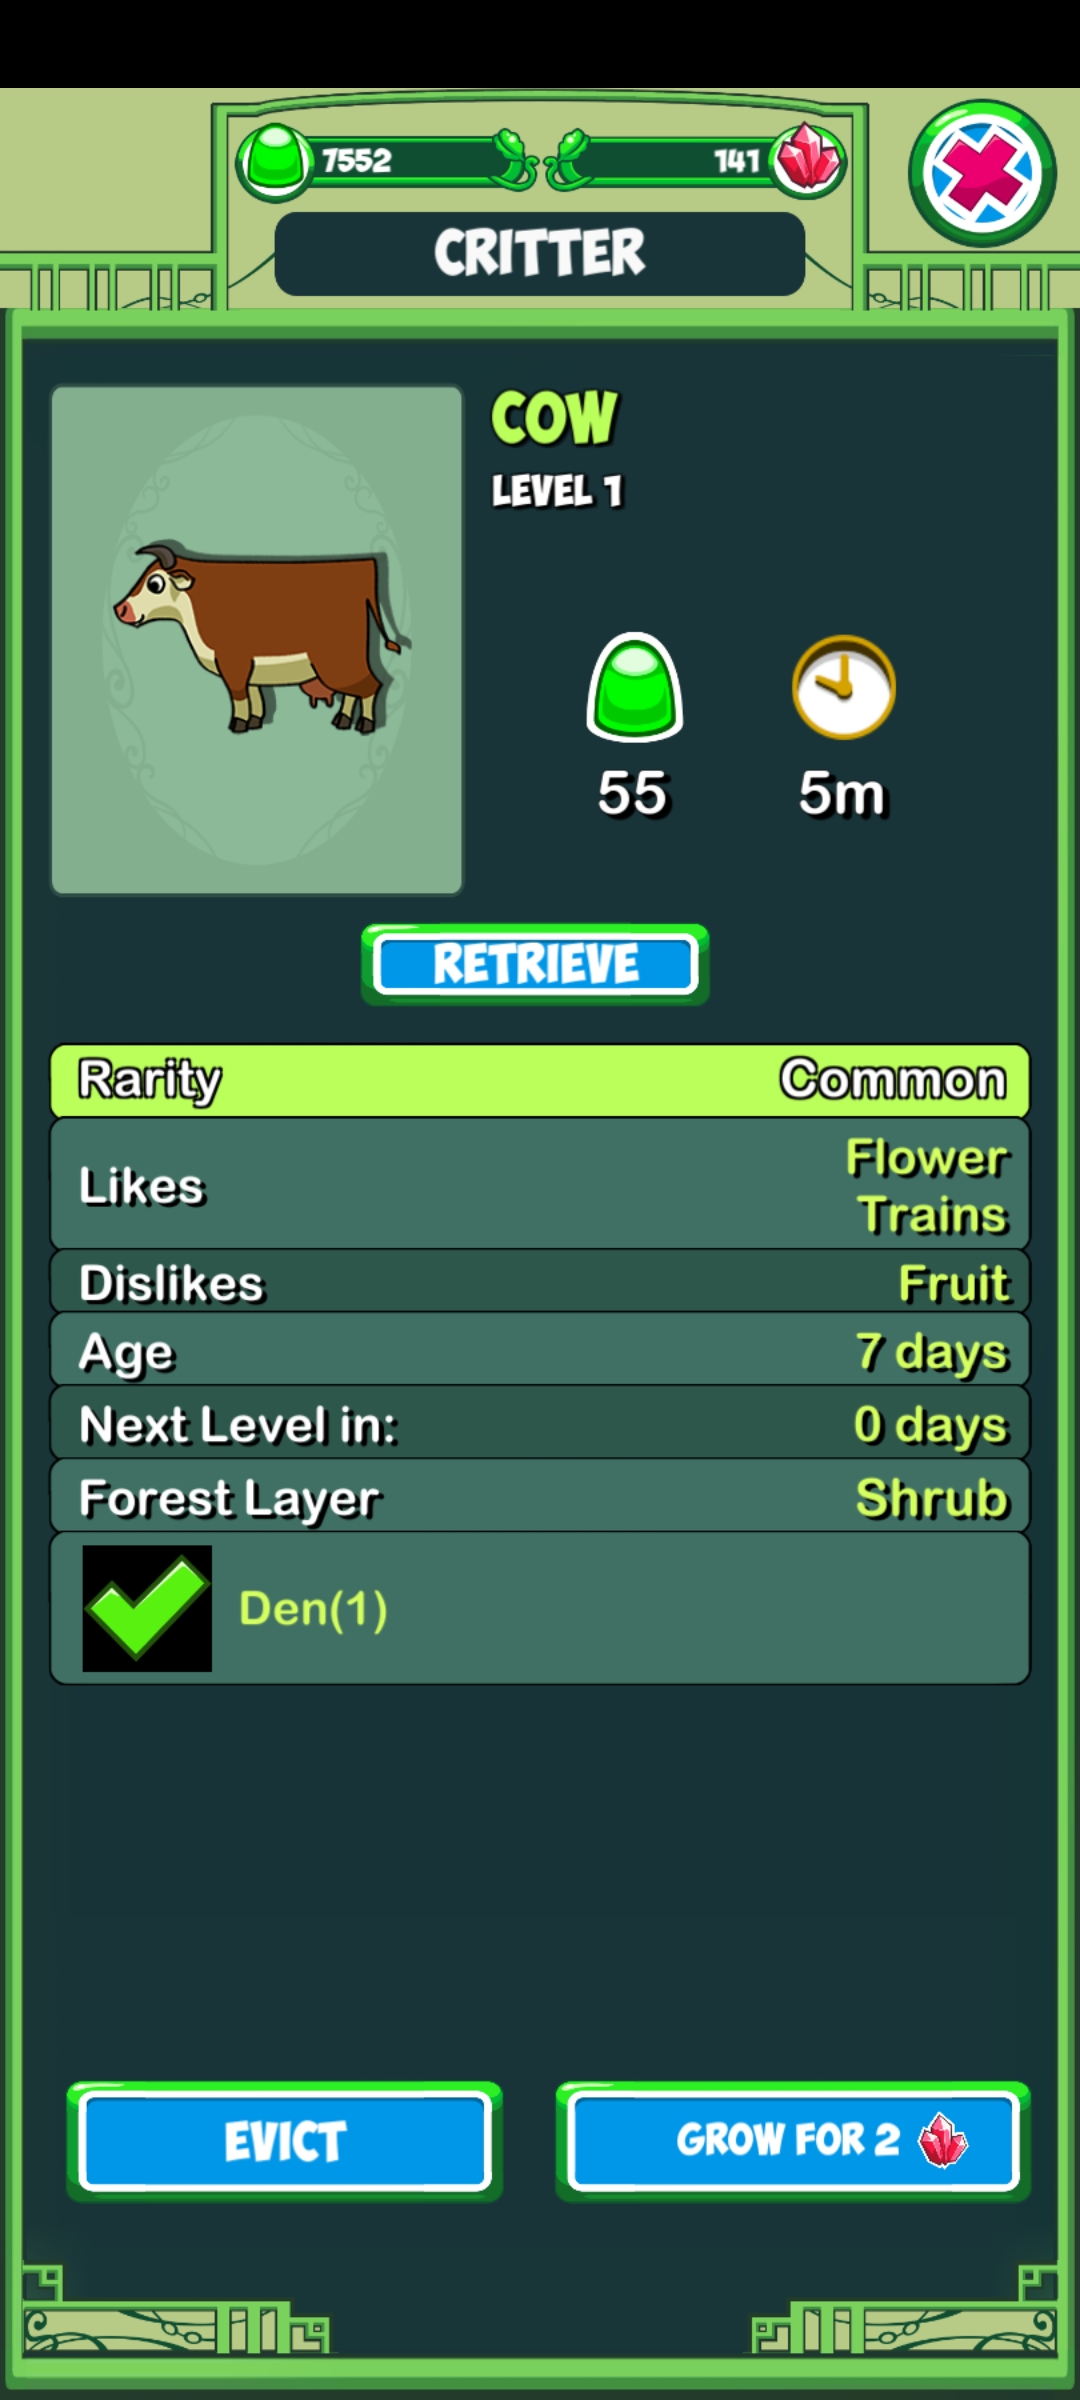 7552
141
CRITTER
COW
LEVEL 1
55
5m
RETRIEVE
Rarity Common
Likes Flower
Trains
Dislikes Fruit
Age 7 days
Next Level in: 0 days
Forest Layer Shrub
Den(1)
EVICT
GROW FOR 2